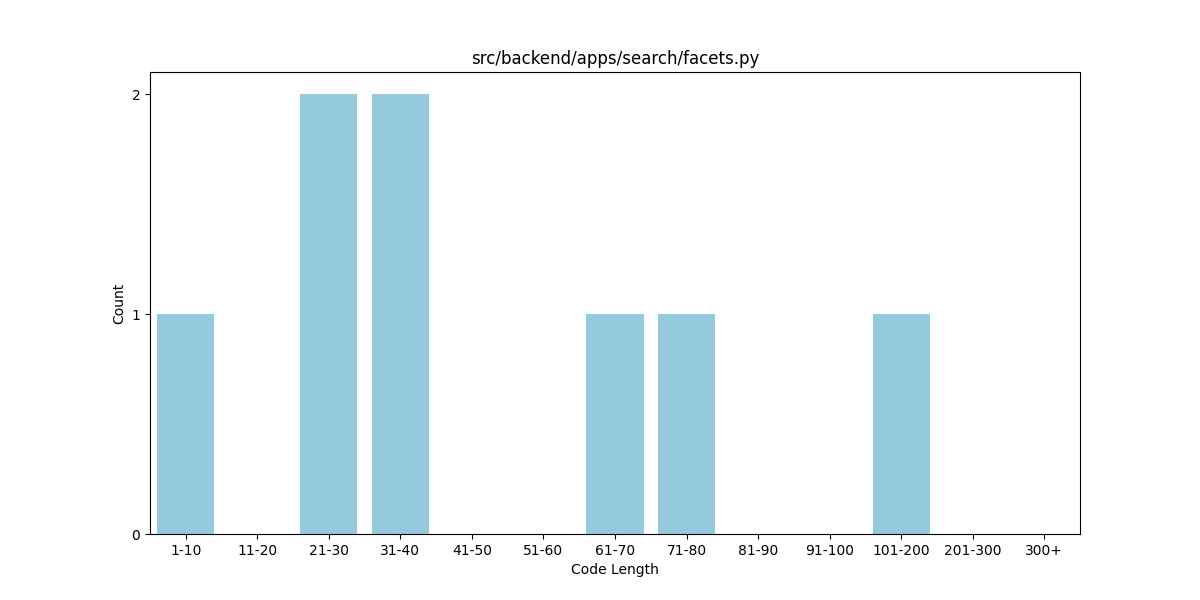 src/backend/apps/search/facets.py
2
1
0
Count
1-10 11-20 21-30 31-40 41-50 51-60 61-70 71-80 81-90 91-100 101-200 201-300 300+
Code Length